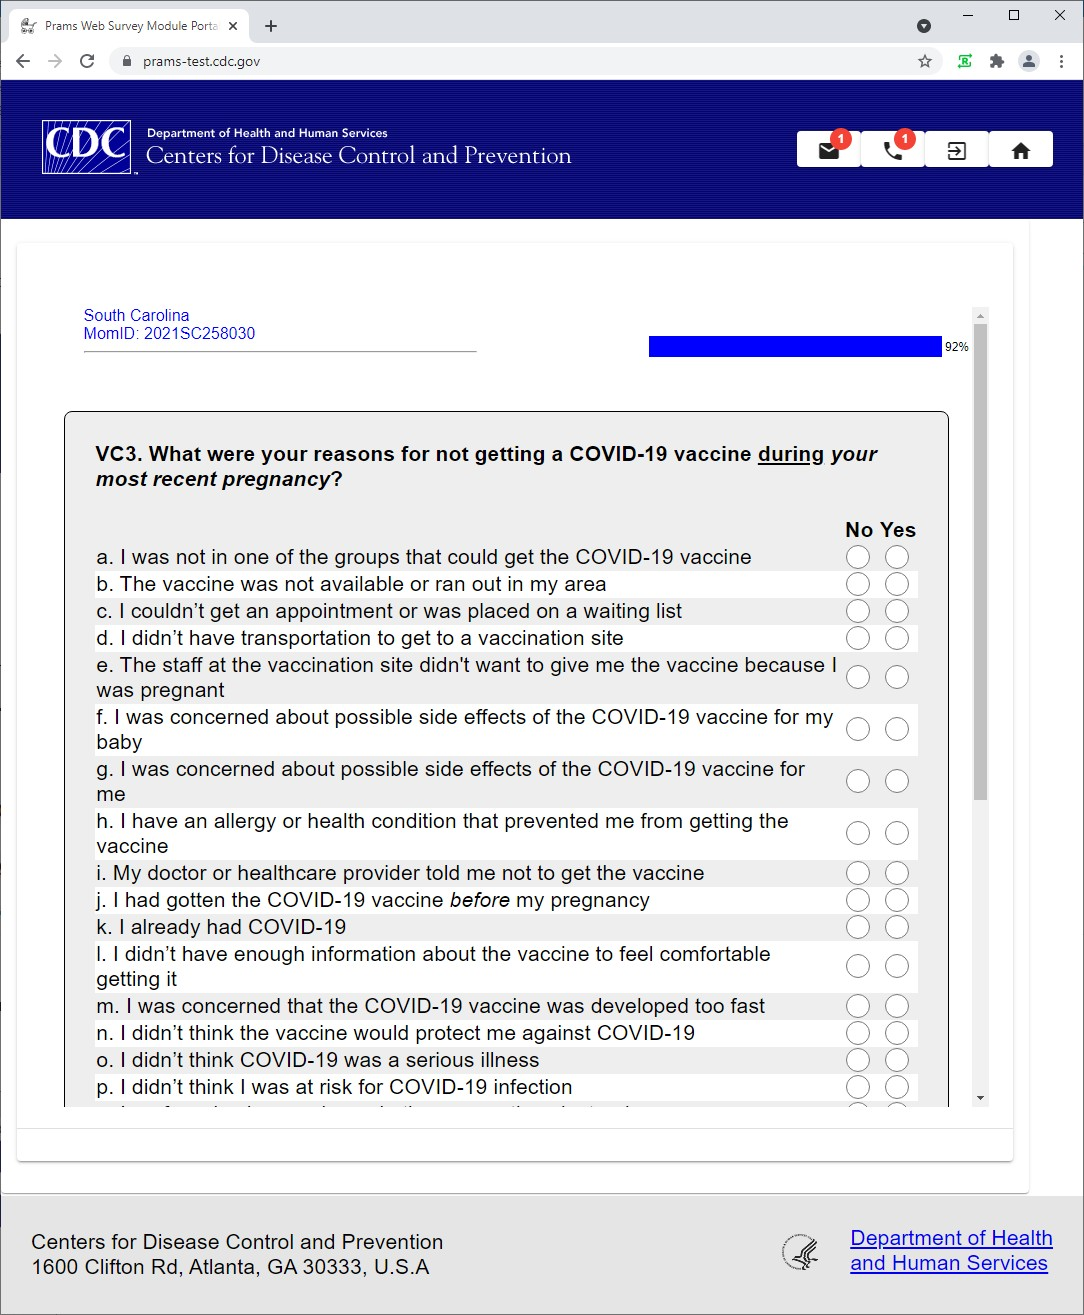 Prams Web Survey Module Porta
prams-test.cdc.gov
CDC
™
Department of Health and Human Services
Centers for Disease Control and Prevention
1
1
South Carolina
MomID: 2021SC258030
92%
VC3. What were your reasons for not getting a COVID-19 vaccine during your
most recent pregnancy?
No Yes
a. I was not in one of the groups that could get the COVID-19 vaccine
b. The vaccine was not available or ran out in my area
c. I couldn’t get an appointment or was placed on a waiting list
d. I didn’t have transportation to get to a vaccination site
e. The staff at the vaccination site didn't want to give me the vaccine because I
was pregnant
f. I was concerned about possible side effects of the COVID-19 vaccine for my
baby
g. I was concerned about possible side effects of the COVID-19 vaccine for
me
h. I have an allergy or health condition that prevented me from getting the
vaccine
i. My doctor or healthcare provider told me not to get the vaccine
j. I had gotten the COVID-19 vaccine before my pregnancy
k. I already had COVID-19
l. I didn’t have enough information about the vaccine to feel comfortable
getting it
m. I was concerned that the COVID-19 vaccine was developed too fast
n. I didn’t think the vaccine would protect me against COVID-19
o. I didn’t think COVID-19 was a serious illness
p. I didn’t think I was at risk for COVID-19 infection
Centers for Disease Control and Prevention
1600 Clifton Rd, Atlanta, GA 30333, U.S.A
Department of Health
and Human Services